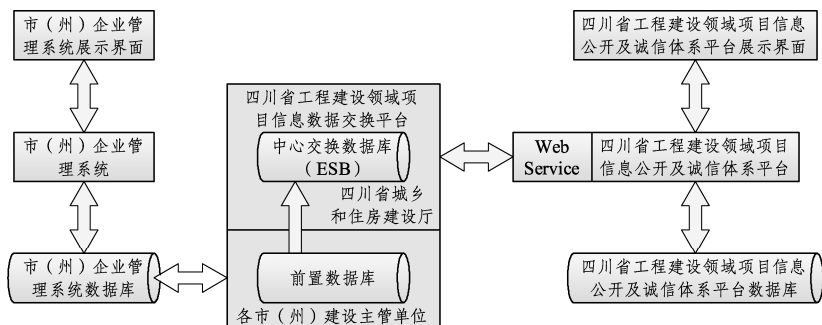 市（州）企业管
理系统展示界面
市（州）企业管
理系统
市（州）企业管
理系统数据库
四川省工程建设领域项
目信息数据交换平台
中心交换数据库
（ESB）
四川省城乡
和住房建设厅
前置数据库
各市（州）建设主管单位
四川省工程建设领域项目信息
公开及诚信体系平台展示界面
Web
Service
四川省工程建设领域项目
信息公开及诚信体系平台
四川省工程建设领域项目信息
公开及诚信体系平台数据库